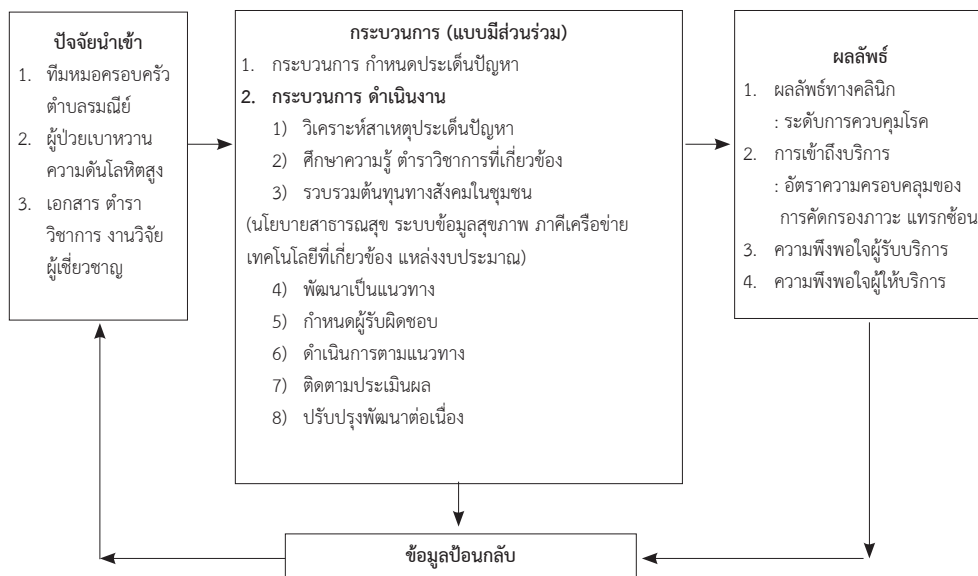 ปัจจัยนำเข้า
1. ทีมหมอครอบครัว
ตำบลรมณีย์
2. ผู้ป่วยเบาหวาน
ความดันโลหิตสูง
3. เอกสาร ตำรา
วิชาการ งานวิจัย
ผู้เชี่ยวชาญ
กระบวนการ (แบบมีส่วนร่วม)
1. กระบวนการ กำหนดประเด็นปัญหา
2. กระบวนการ ดำเนินงาน
1) วิเคราะห์สาเหตุประเด็นปัญหา
2) ศึกษาความรู้ ตำราวิชาการที่เกี่ยวข้อง
3) รวบรวมต้นทุนทางสังคมในชุมชน
(นโยบายสาธารณสุข ระบบข้อมูลสุขภาพ ภาคีเครือข่าย
เทคโนโลยีที่เกี่ยวข้อง แหล่งงบประมาณ)
4) พัฒนาเป็นแนวทาง
5) กำหนดผู้รับผิดชอบ
6) ดำเนินการตามแนวทาง
7) ติดตามประเมินผล
8) ปรับปรุงพัฒนาต่อเนื่อง
ผลลัพธ์
1. ผลลัพธ์ทางคลินิก
: ระดับการควบคุมโรค
2. การเข้าถึงบริการ
: อัตราความครอบคลุมของ
การคัดกรองภาวะ แทรกซ้อน
3. ความพึงพอใจผู้รับบริการ
4. ความพึงพอใจผู้ให้บริการ
ข้อมูลป้อนกลับ